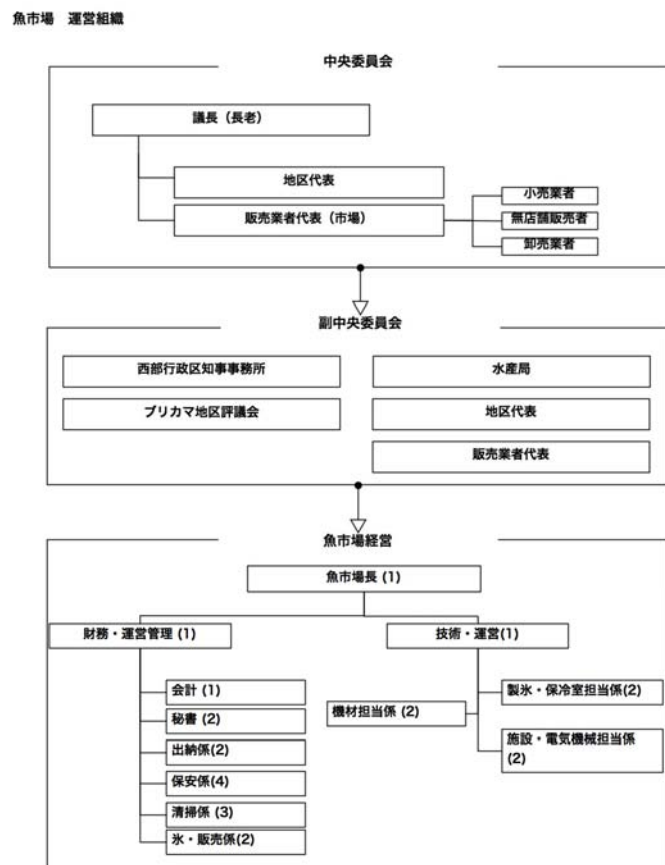 魚市場　運営組織
中央委員会
議長（長老）
地区代表
販売業者代表（市場）
小売業者
無店舗販売者
卸売業者
副中央委員会
西部行政区知事事務所
水産局
ブリカマ地区評議会
地区代表
販売業者代表
魚市場経営
魚市場長 (1)
財務・運営管理 (1)
技術・運営(1)
会計 (1)
秘書 (2)
出納係 (2)
保安係(4)
清掃係 (3)
氷・販売係(2)
機材担当係 (2)
製氷・保冷室担当係(2)
施設・電気機械担当係
(2)